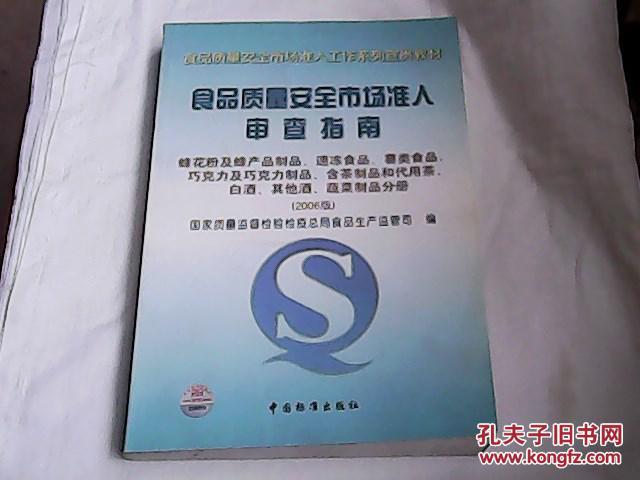 食品质量安全市场准入工作系列宣贯教材
食品质量安全市场准入
审查指南
蜂花粉及蜂产品制品、速冻食品、薯类食品、
巧克力及巧克力制品、含茶制品和代用茶、
白酒、其他酒、蔬菜制品分册
(2006版)
国家质量监督检验检疫总局食品生产监管司 编
QS
中国标准出版社
孔夫子旧书网
www.kongfz.com